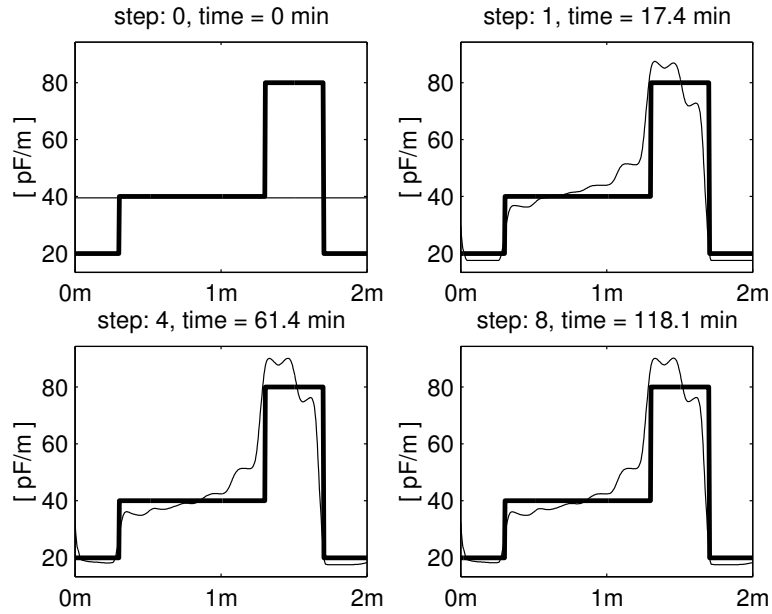 step: 0, time = 0 min
[ pF/m ]
80
60
40
20
0m 1m 2m
step: 1, time = 17.4 min
[ pF/m ]
80
60
40
20
0m 1m 2m
step: 4, time = 61.4 min
[ pF/m ]
80
60
40
20
0m 1m 2m
step: 8, time = 118.1 min
[ pF/m ]
80
60
40
20
0m 1m 2m